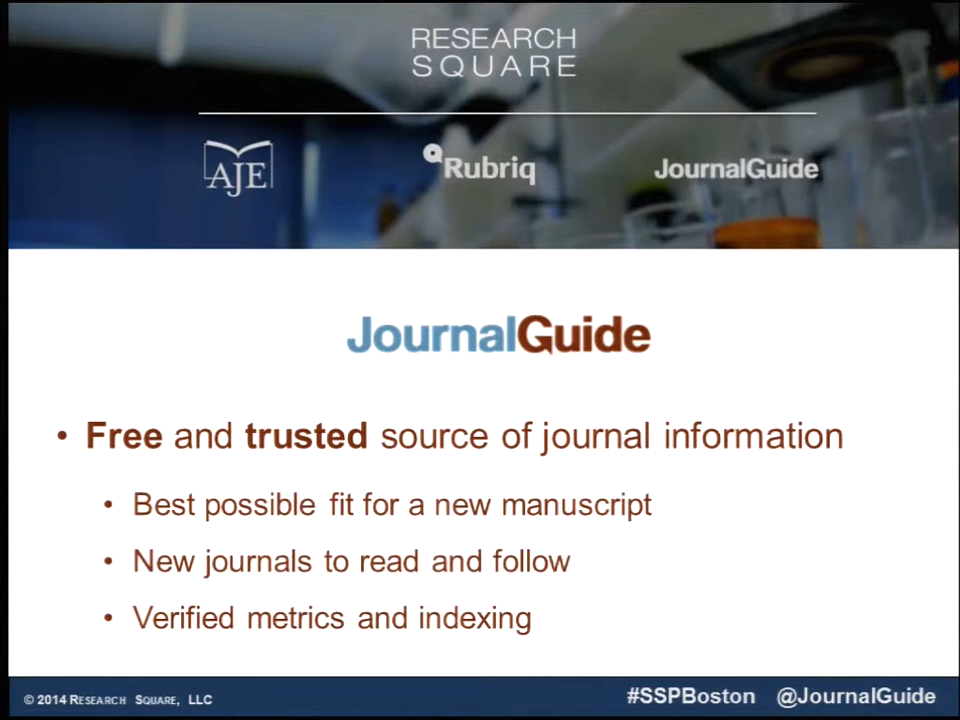 RESEARCH
SQUARE
AJE
Rubriq
JournalGuide
JournalGuide
• Free and trusted source of journal information
• Best possible fit for a new manuscript
• New journals to read and follow
• Verified metrics and indexing
© 2014 RESEARCH SQUARE, LLC
#SSPBoston @JournalGuide